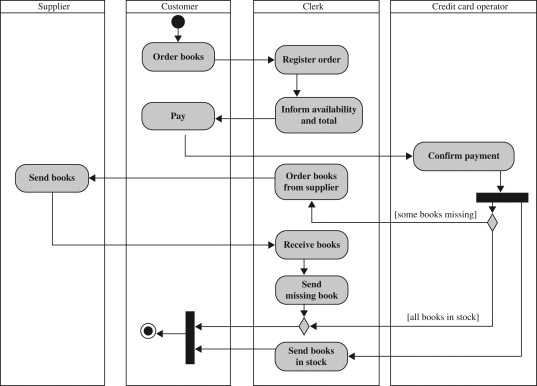 Supplier
Customer
Clerk
Credit card operator
Order books
Register order
Inform availability
and total
Pay
Confirm payment
Send books
Order books
from supplier
[some books missing]
Receive books
Send
missing book
[all books in stock]
Send books
in stock